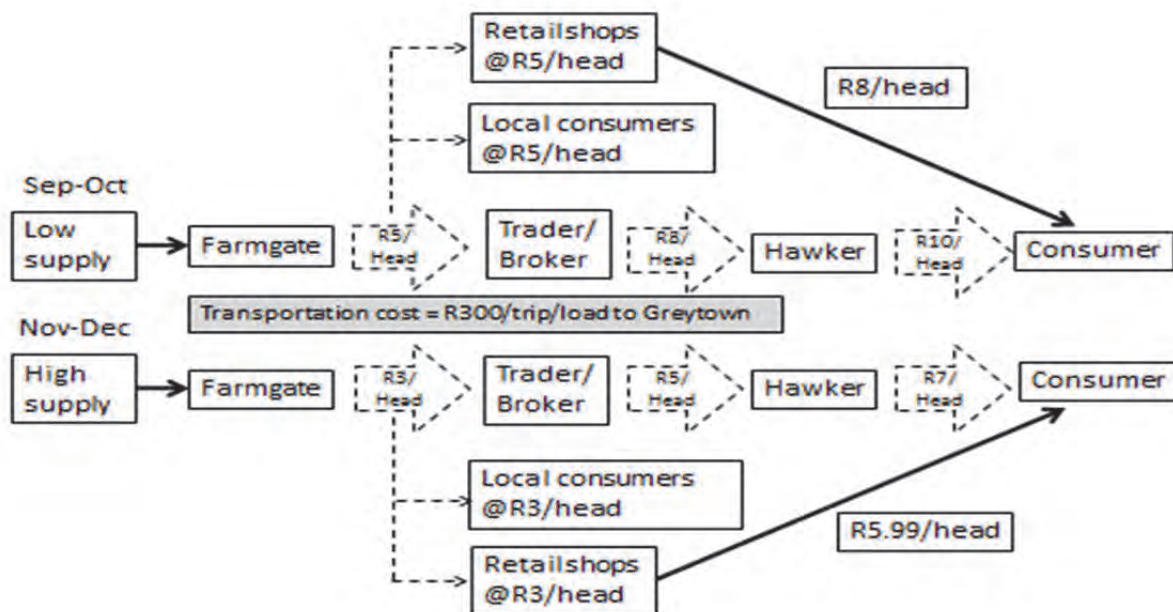 Retailshops
@R5/head
R8/head
Local consumers
@R5/head
Sep-Oct
Low
supply
Farmgate
R5/
Head
Trader/
Broker
R8/
Head
Hawker
R10/
Head
Consumer
Transportation cost = R300/trip/load to Greytown
Nov-Dec
High
supply
Farmgate
R3/
Head
Trader/
Broker
R5/
Head
Hawker
R7/
Head
Consumer
Local consumers
@R3/head
R5.99/head
Retailshops
@R3/head